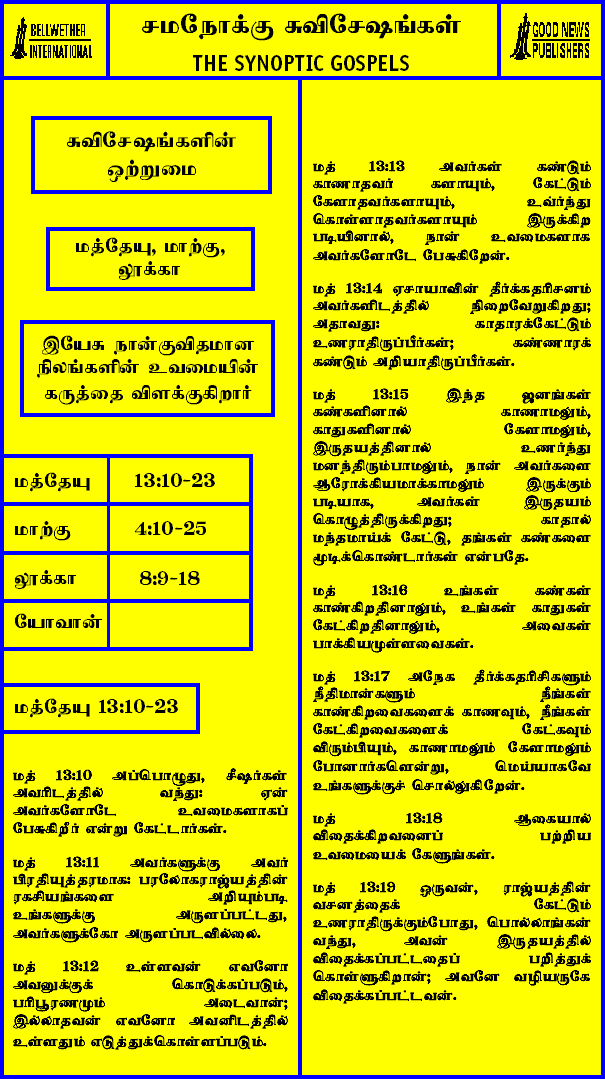 BELLWETHER
INTERNATIONAL
சமநோக்கு சுவிசேஷங்கள்
THE SYNOPTIC GOSPELS
GOOD NEWS
PUBLISHERS
சுவிசேஷங்களின்
ஒற்றுமை
மத்தேயு, மாற்கு,
லூக்கா
இயேசு நான்குவிதமான
நிலங்களின் உவமையின்
கருத்தை விளக்குகிறார்
மத்தேயு 13:10-23
மாற்கு 4:10-25
லூக்கா 8:9-18
யோவான்
மத்தேயு 13:10-23
மத் 13:10 அப்பொழுது, சீஷர்கள்
அவரிடத்தில் வந்து: ஏன்
அவர்களோடே உவமைகளாகப்
பேசுகிறீர் என்று கேட்டார்கள்.
மத் 13:11 அவர்களுக்கு அவர்
பிரதியுத்தரமாக: பரலோகராஜ்யத்தின்
ரகசியங்களை அறியும்படி
உங்களுக்கு அருளப்பட்டது,
அவர்களுக்கோ அருளப்படவில்லை.
மத் 13:12 உள்ளவன் எவனோ
அவனுக்குக் கொடுக்கப்படும்,
பரிபூரணமும் அடைவான்;
இல்லாதவன் எவனோ அவனிடத்தில்
உள்ளதும் எடுத்துக்கொள்ளப்படும்.
மத் 13:13 அவர்கள் கண்டும்
காணாதவர் களாயும், கேட்டும்
கேளாதவர்களாயும், உவ்ர்ந்து
கொள்ளாதவர்களாயும் இருக்கிற
படியினால், நான் உவமைகளாக
அவர்களோடே பேசுகிறேன்.
மத் 13:14 ஏசாயாவின் தீர்க்கதரிசனம்
அவர்களிடத்தில் நிறைவேறுகிறது;
அதாவது: காதாரக்கேட்டும்
உணராதிருப்பீர்கள்; கண்ணாரக்
கண்டும் அறியாதிருப்பீர்கள்.
மத் 13:15 இந்த ஜனங்கள்
கண்களினால் காணாமலும்,
காதுகளினால் கேளாமலும்,
இருதயத்தினால் உணர்ந்து
மனந்திரும்பாமலும், நான் அவர்களை
ஆரோக்கியமாக்காமலும் இருக்கும்
படியாக, அவர்கள் இருதயம்
கொழுத்திருக்கிறது; காதால்
மந்தமாய்க் கேட்டு, தங்கள் கண்களை
மூடிக்கொண்டார்கள் என்பதே.
மத் 13:16 உங்கள் கண்கள்
காண்கிறதினாலும், உங்கள் காதுகள்
கேட்கிறதினாலும், அவைகள்
பாக்கியமுள்ளவைகள்.
மத் 13:17 அநேக தீர்க்கதரிசிகளும்
நீதிமான்களும் நீங்கள்
காண்கிறவைகளைக் காணவும், நீங்கள்
கேட்கிறவைகளைக் கேட்கவும்
விரும்பியும், காணாமலும் கேளாமலும்
போனார்களென்று, மெய்யாகவே
உங்களுக்குச் சொல்லுகிறேன்.
மத் 13:18 ஆகையால்
விதைக்கிறவனைப் பற்றிய
உவமையைக் கேளுங்கள்.
மத் 13:19 ஒருவன், ராஜ்யத்தின்
வசனத்தைக் கேட்டும்
உணராதிருக்கும்போது, பொல்லாங்கன்
வந்து, அவன் இருதயத்தில்
விதைக்கப்பட்டதைப் பறித்துக்
கொள்ளுகிறான்; அவனே வழியருகே
விதைக்கப்பட்டவன்.